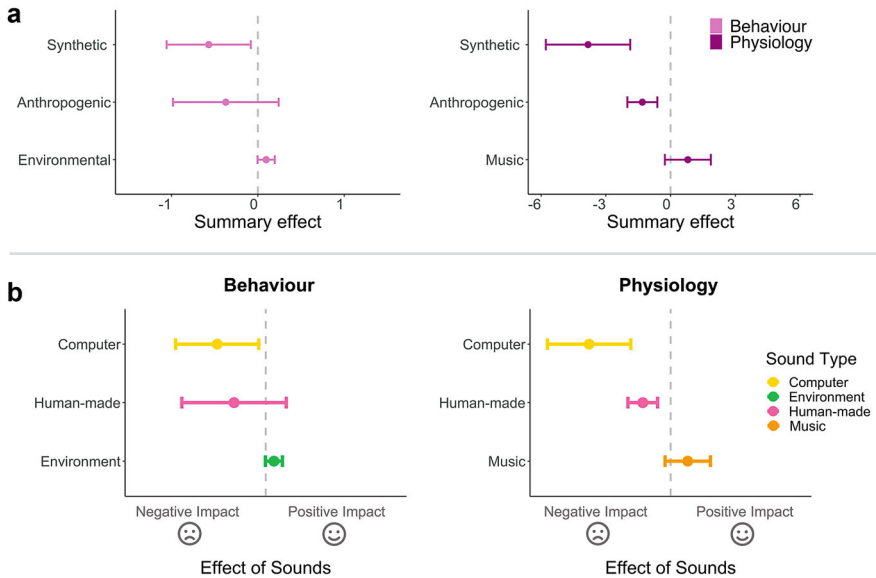 a
Synthetic
Anthropogenic
Environmental
-1
0
1
Summary effect
Synthetic
Anthropogenic
Music
-6
-3
0
3
6
Summary effect
Behaviour
Physiology
b
Behaviour
Computer
Human-made
Environment
Negative Impact
Positive Impact
Effect of Sounds
Physiology
Computer
Human-made
Music
Negative Impact
Positive Impact
Effect of Sounds
Sound Type
Computer
Environment
Human-made
Music